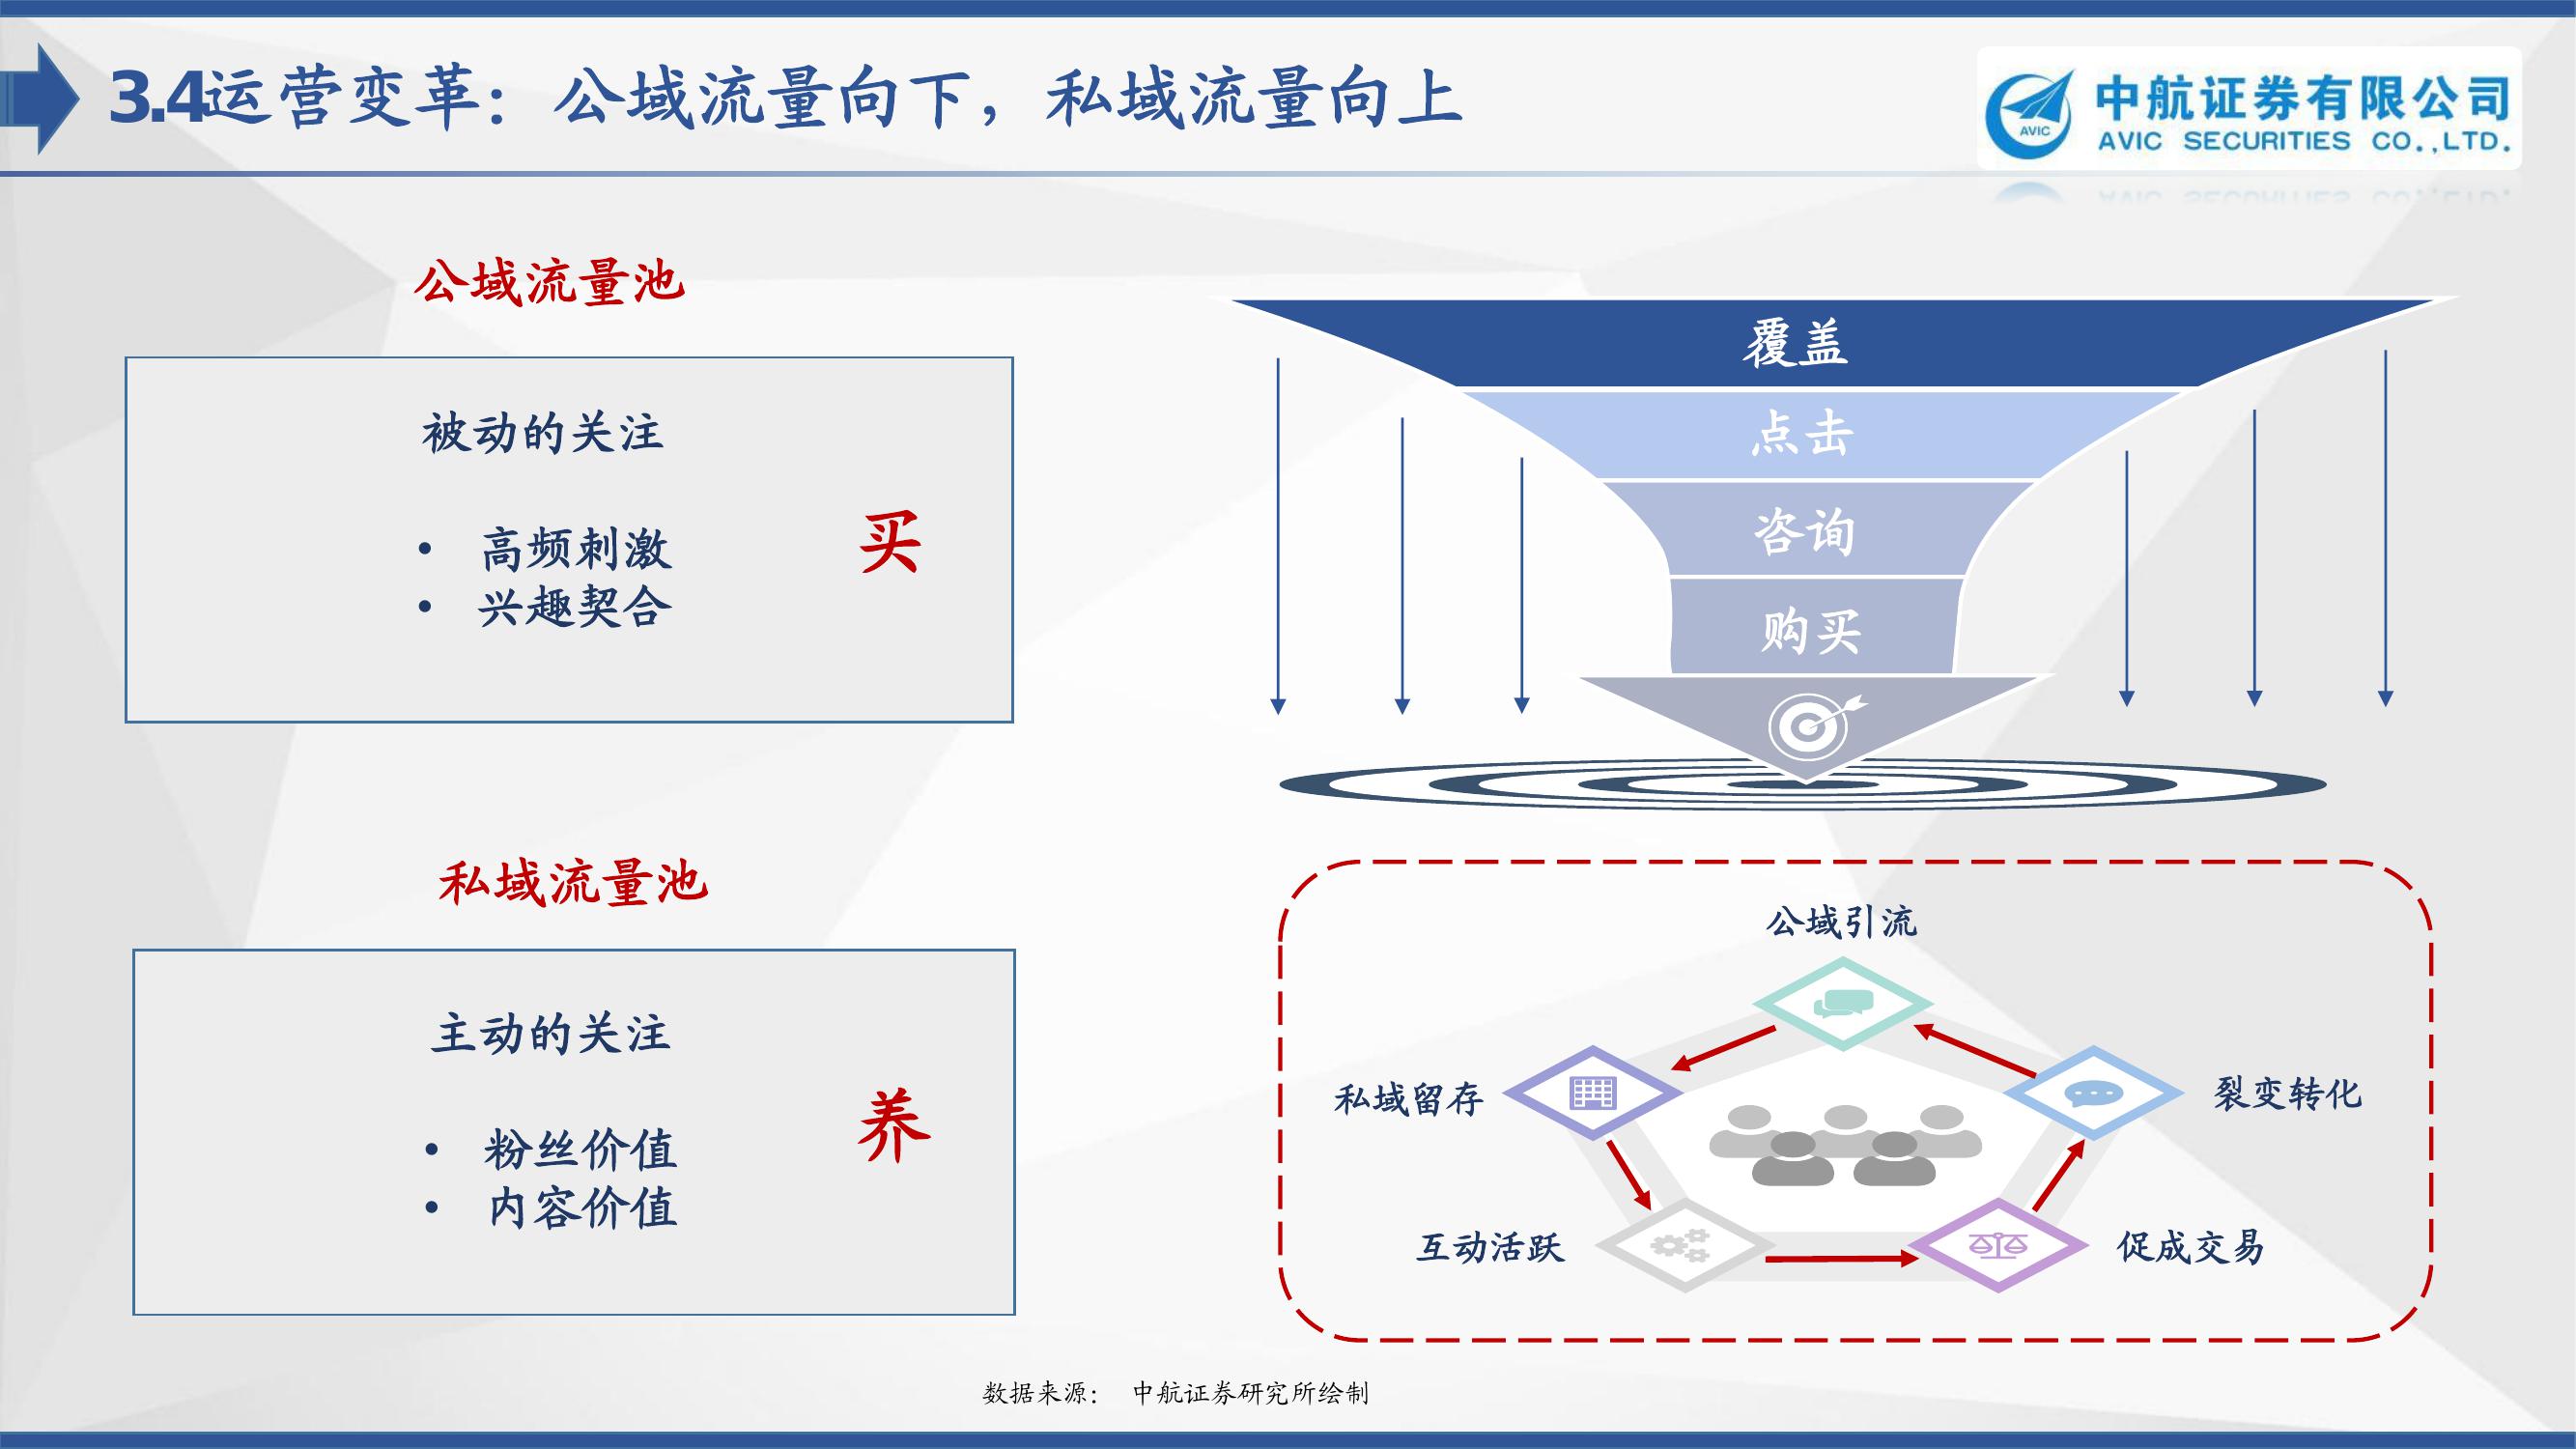 3.4运营变革：公域流量向下，私域流量向上
中航证券有限公司
AVIC
AVIC SECURITIES CO.,LTD.
公域流量池
被动的关注
• 高频刺激
• 兴趣契合
买
覆盖
点击
咨询
购买
私域流量池
主动的关注
• 粉丝价值
• 内容价值
养
公域引流
私域留存
裂变转化
互动活跃
促成交易
数据来源： 中航证券研究所绘制